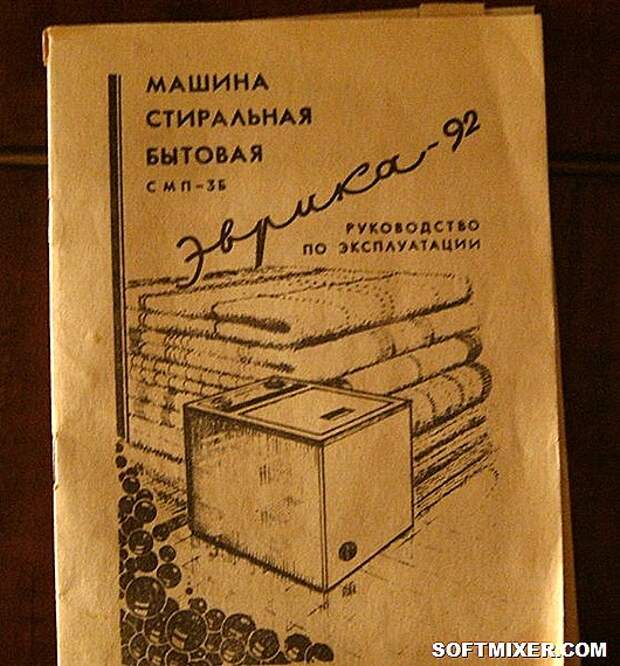 МАШИНА
СТИРАЛЬНАЯ
БЫТОВАЯ
СМП-3Б
Эврика-92
РУКОВОДСТВО
ПО ЭКСПЛУАТАЦИИ
SOFTMIXER.COM